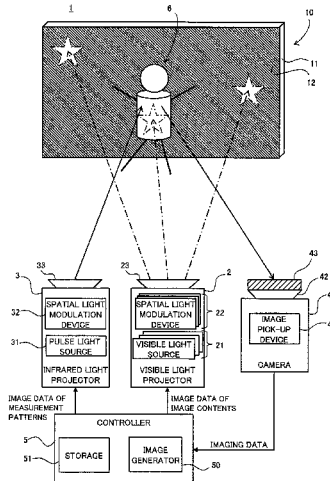 1
6
10
11
12
33
3
SPATIAL LIGHT
MODULATION
DEVICE
32
PULSE LIGHT
SOURCE
31
INFRARED LIGHT
PROJECTOR
23
2
SPATIAL LIGHT
MODULATION
DEVICE
22
VISIBLE LIGHT
SOURCE
21
VISIBLE LIGHT
PROJECTOR
43
42
IMAGE
PICK-UP
DEVICE
CAMERA
IMAGE DATA OF
MEASUREMENT
PATTERNS
IMAGE DATA OF
IMAGE CONTENTS
IMAGING DATA
CONTROLLER
5
STORAGE
51
IMAGE
GENERATOR
50